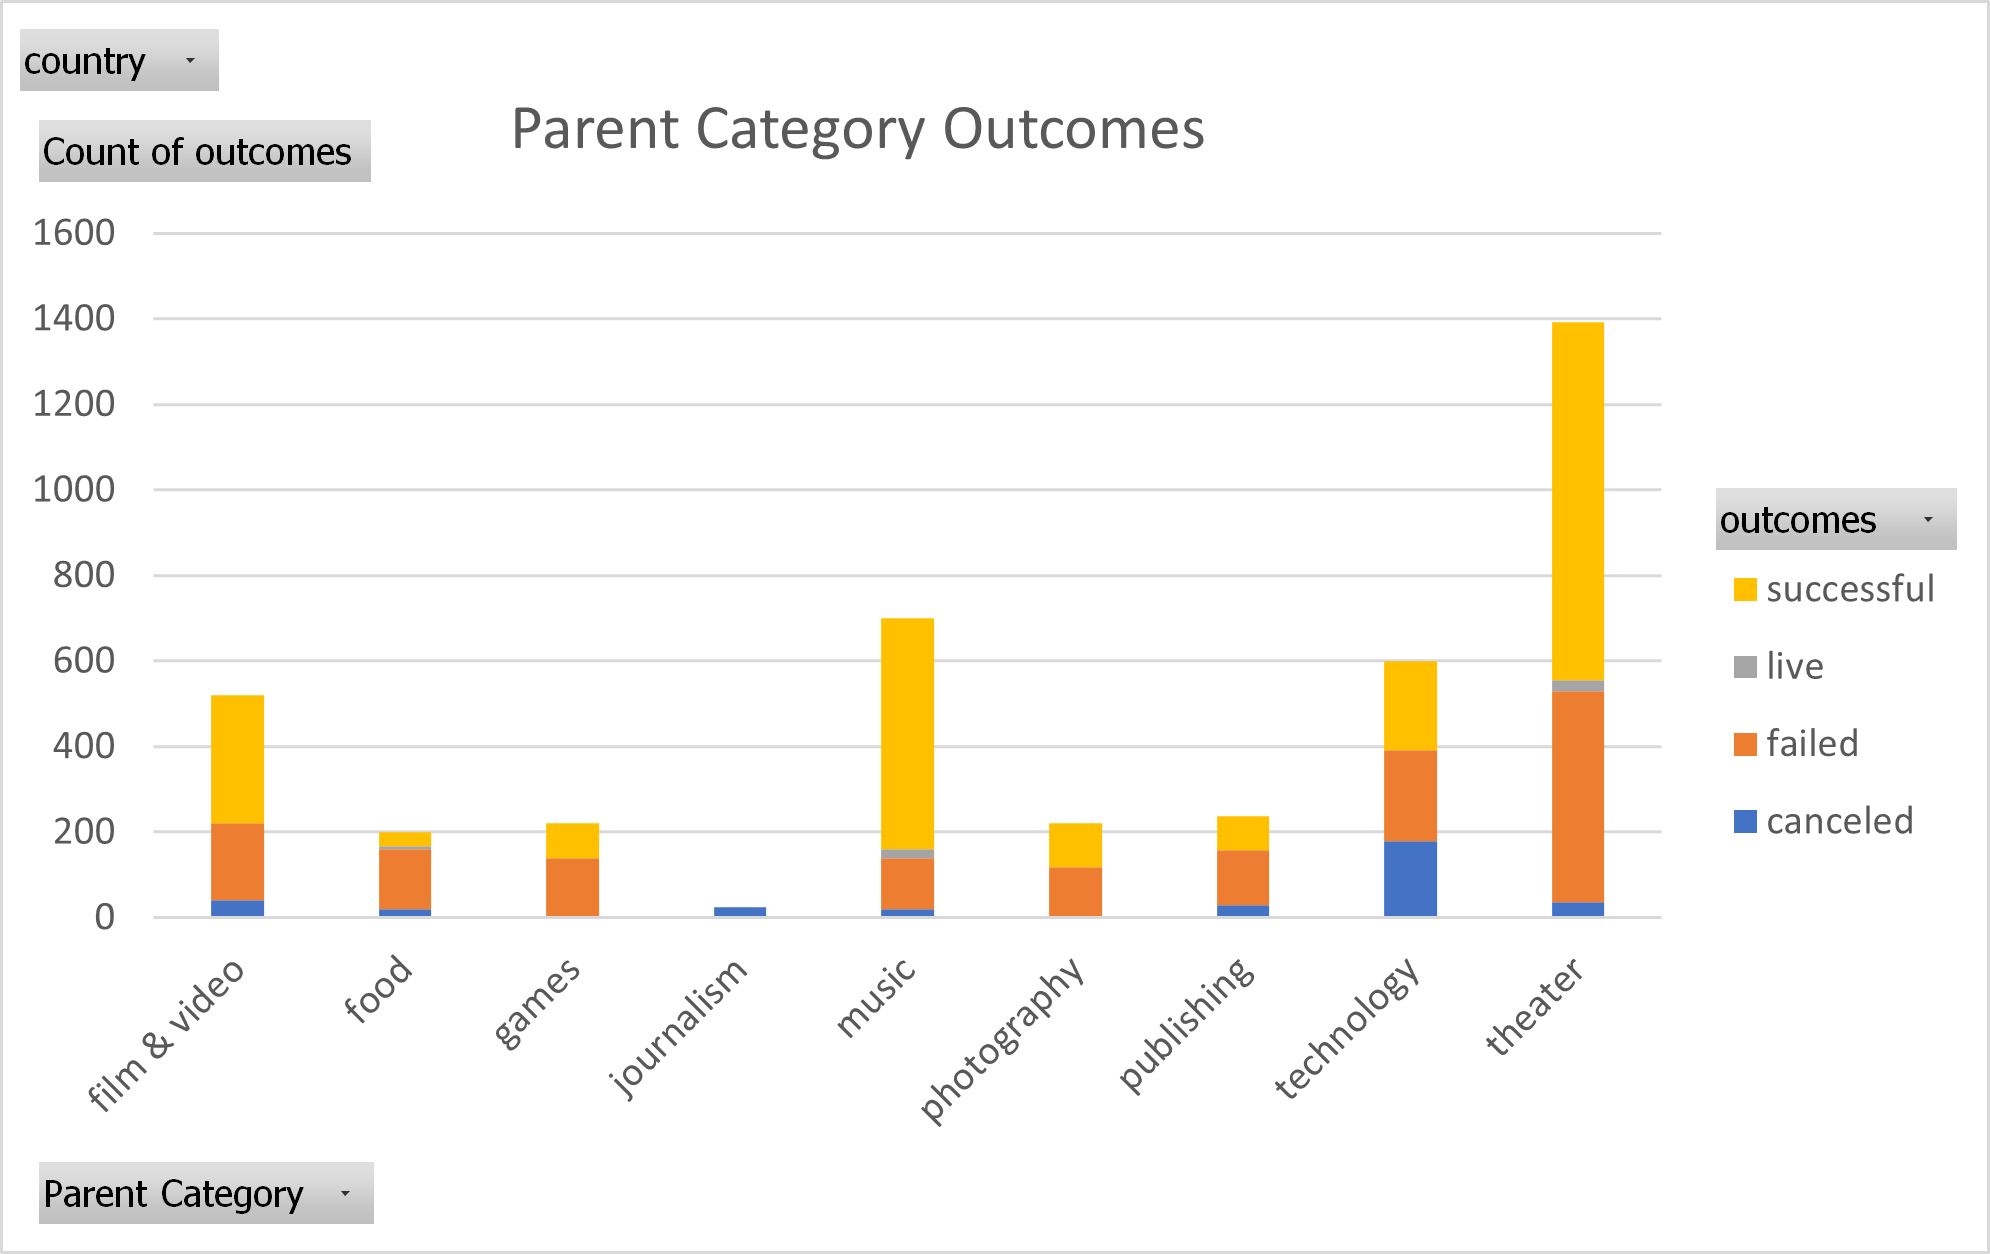 country
Count of outcomes
Parent Category Outcomes
1600
1400
1200
1000
800
600
400
200
0
film & video
food
games
journalism
music
photography
publishing
technology
theater
outcomes
successful
live
failed
canceled
Parent Category